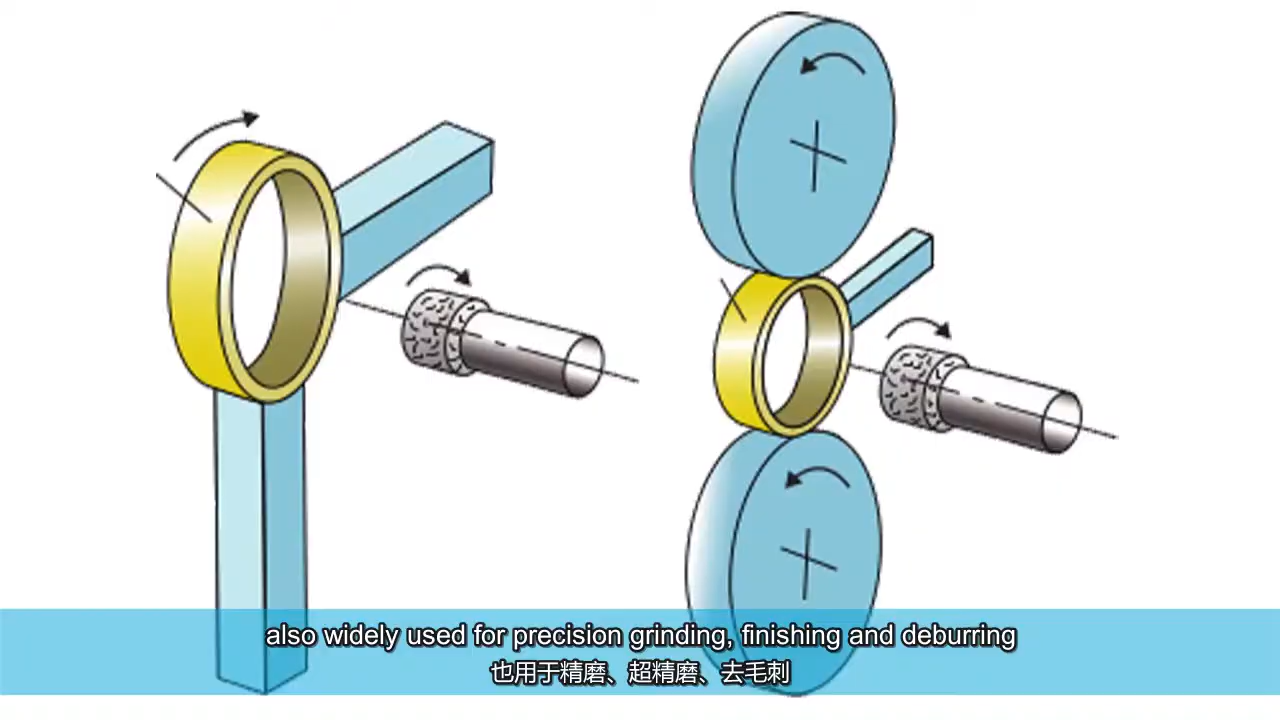 also widely used for precision grinding, finishing and deburring
也用于精磨、超精磨、去毛刺